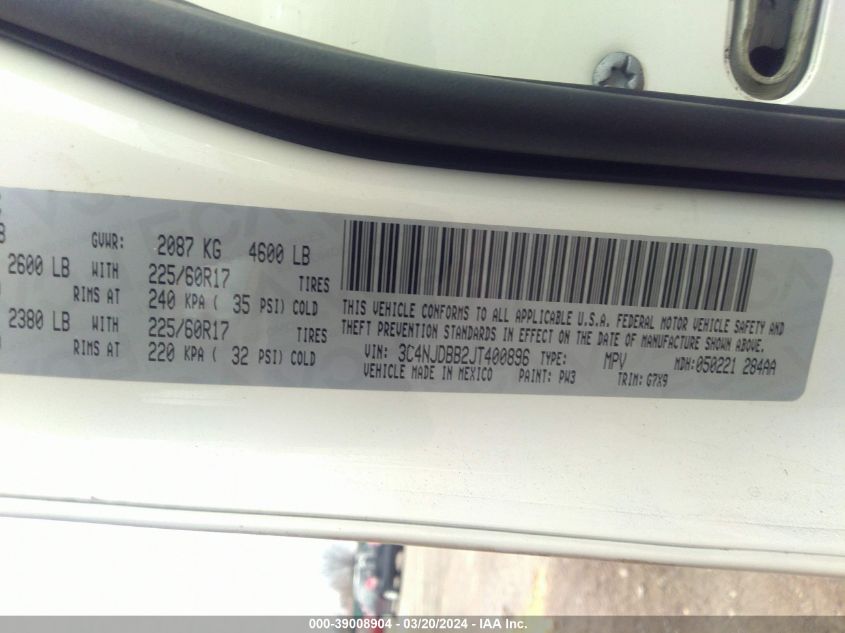 GVWR: 2087 KG 4600 LB
2600 LB WITH 225/60R17 TIRES
RIMS AT 240 KPA ( 35 PSI) COLD
2380 LB WITH 225/60R17 TIRES
RIMS AT 220 KPA ( 32 PSI) COLD
THIS VEHICLE CONFORMS TO ALL APPLICABLE U.S.A. FEDERAL MOTOR VEHICLE SAFETY AND
THEFT PREVENTION STANDARDS IN EFFECT ON THE DATE OF MANUFACTURE SHOWN ABOVE.
VIN: 3C4NJDBB2JT400896 TYPE: MPV MDH:050221 284AA
VEHICLE MADE IN MEXICO PAINT: PW3 TRIM: G7X9
000-39008904 - 03/20/2024 - IAA Inc.